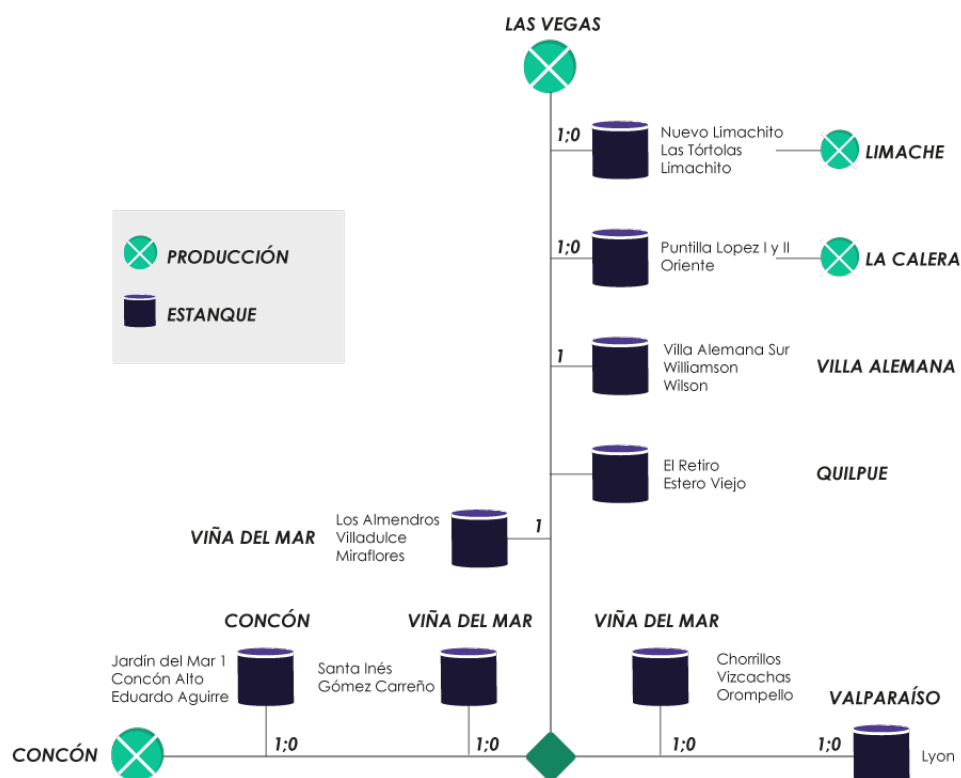 LAS VEGAS
1;0
Nuevo Limachito
Las Tórtolas
Limachito
LIMACHE
PRODUCCIÓN
ESTANQUE
1;0
Puntilla Lopez I y II
Oriente
LA CALERA
1
Villa Alemana Sur
Williamson
Wilson
VILLA ALEMANA
El Retiro
Estero Viejo
QUILPUE
VIÑA DEL MAR
Los Almendros
Villadulce
Miraflores
1
CONCÓN
Jardín del Mar 1
Concón Alto
Eduardo Aguirre
VIÑA DEL MAR
Santa Inés
Gómez Carreño
VIÑA DEL MAR
Chorrillos
Vizcachas
Orompello
VALPARAÍSO
Lyon
CONCÓN
1;0
1;0
1;0
1;0